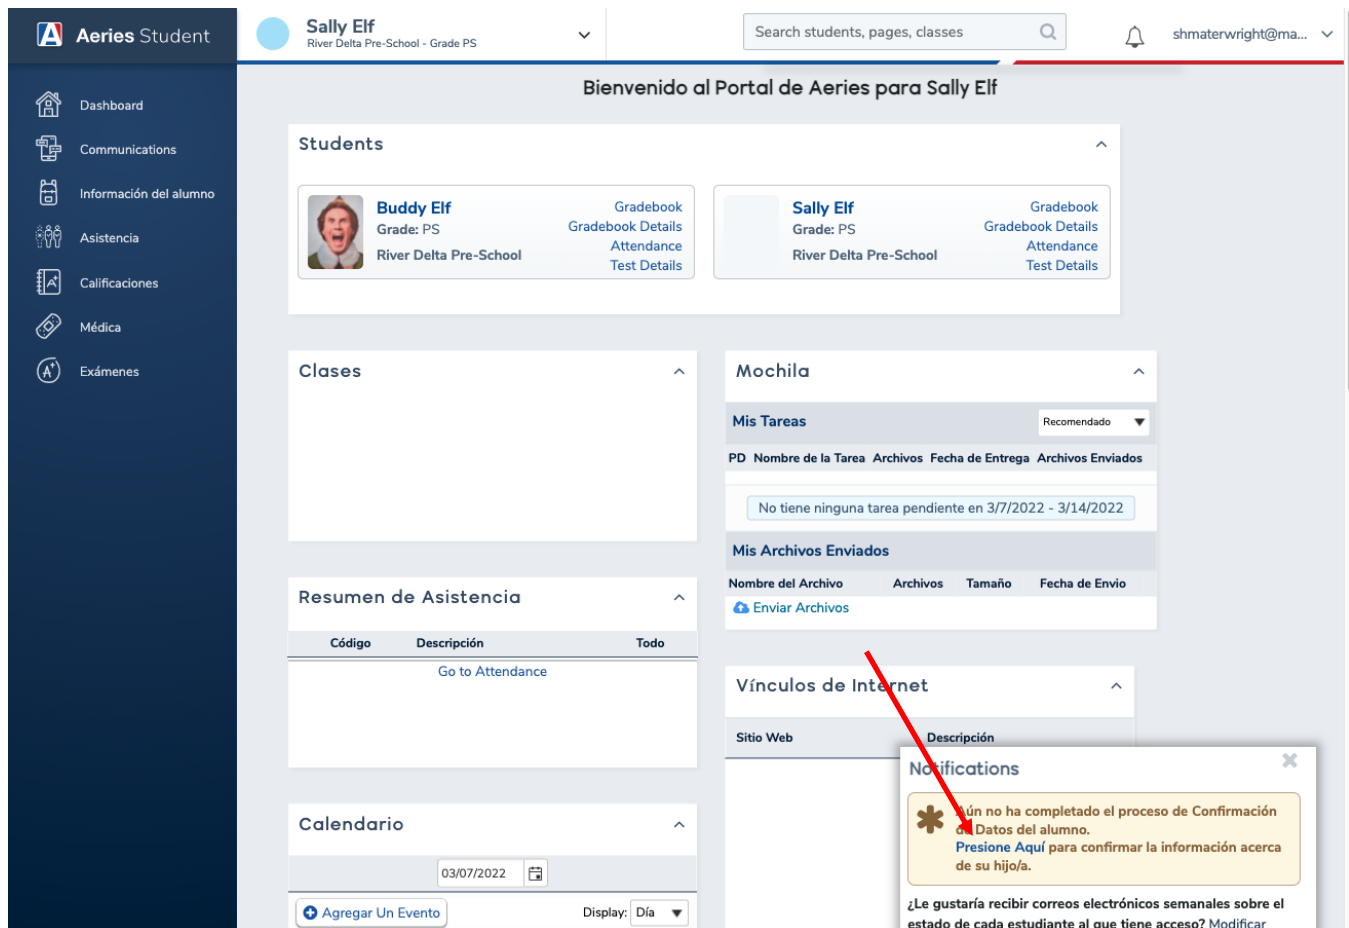 Aeries Student
Sally Elf
River Delta Pre-School - Grade PS
Search students, pages, classes
shmaterwright@ma...
Dashboard
Communications
Información del alumno
Asistencia
Calificaciones
Médica
Exámenes
Bienvenido al Portal de Aeries para Sally Elf
Students
Buddy Elf
Grade: PS
River Delta Pre-School
Gradebook
Gradebook Details
Attendance
Test Details
Sally Elf
Grade: PS
River Delta Pre-School
Gradebook
Gradebook Details
Attendance
Test Details
Clases
Resumen de Asistencia
Código Descripción Todo
Go to Attendance
Calendario
03/07/2022
Agregar Un Evento
Display: Día
Mochila
Mis Tareas
Recomendado
PD Nombre de la Tarea Archivos Fecha de Entrega Archivos Enviados
No tiene ninguna tarea pendiente en 3/7/2022 - 3/14/2022
Mis Archivos Enviados
Nombre del Archivo Archivos Tamaño Fecha de Envio
Enviar Archivos
Vínculos de Internet
Sitio Web Descripción
Notifications
Aún no ha completado el proceso de Confirmación
de Datos del alumno.
Presione Aquí para confirmar la información acerca
de su hijo/a.
¿Le gustaría recibir correos electrónicos semanales sobre el
estado de cada estudiante al que tiene acceso? Modificar